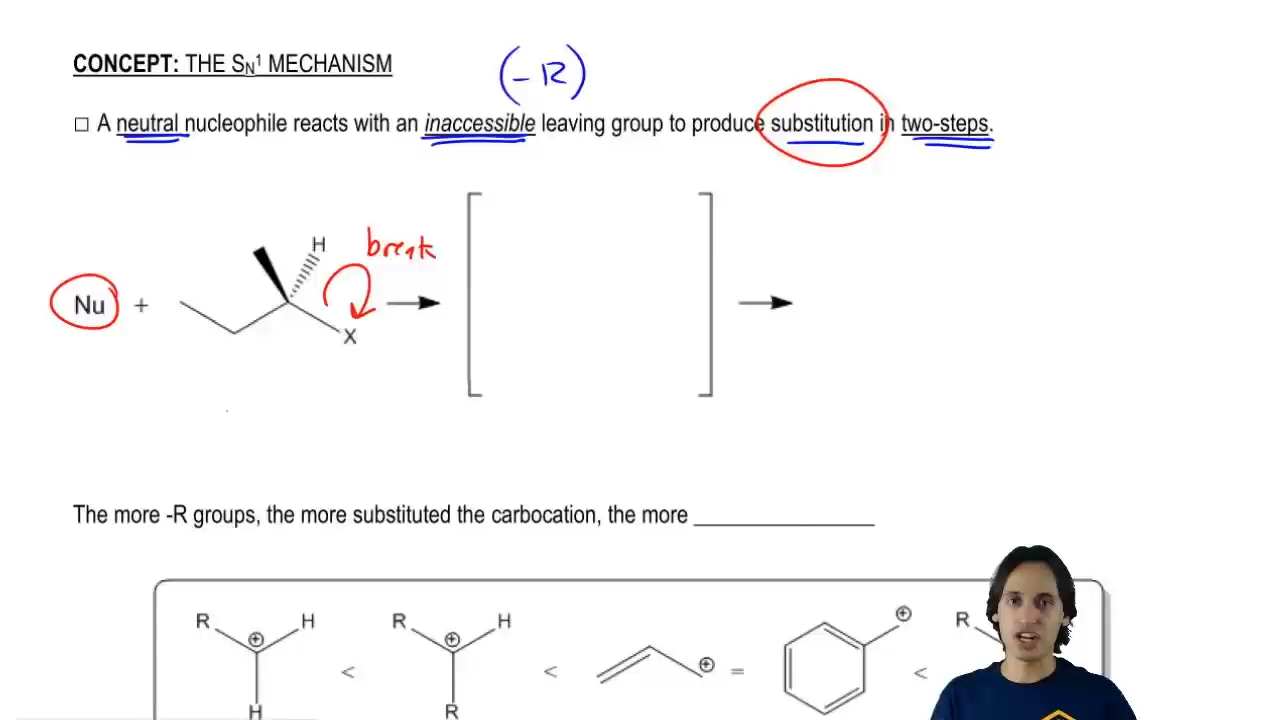 CONCEPT: THE SN1 MECHANISM
(-R)
□ A neutral nucleophile reacts with an inaccessible leaving group to produce substitution in two-steps.
H
break
Nu +
X
The more -R groups, the more substituted the carbocation, the more ______________
R H R H ⊕ R
⊕ ⊕
< < ⊕ = <
H R